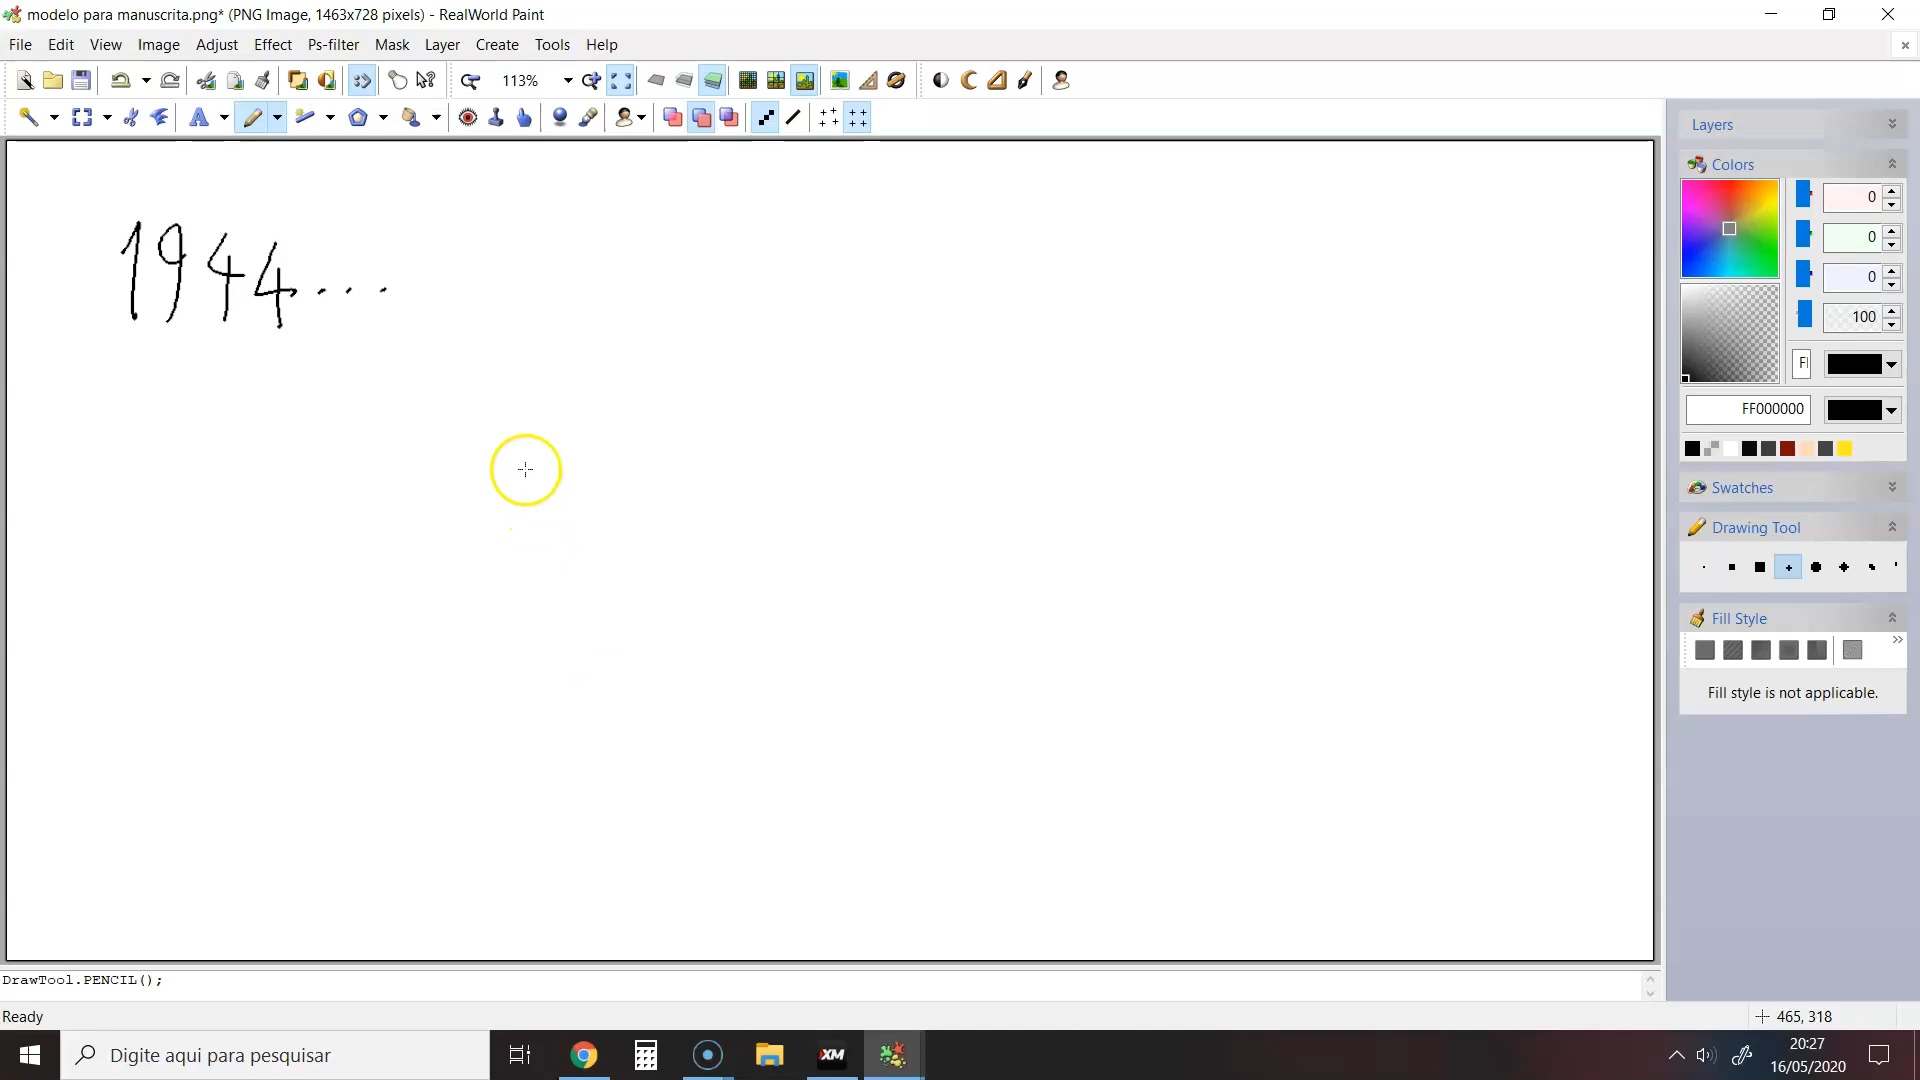 modelo para manuscrita.png* (PNG Image, 1463x728 pixels) - RealWorld Paint
File Edit View Image Adjust Effect Ps-filter Mask Layer Create Tools Help
113%
Layers
Colors
0
0
0
100
FF000000
Swatches
Drawing Tool
Fill Style
Fill style is not applicable.
1944...
DrawTool.PENCIL();
Ready
465, 318
Digite aqui para pesquisar
XM
20:27
16/05/2020